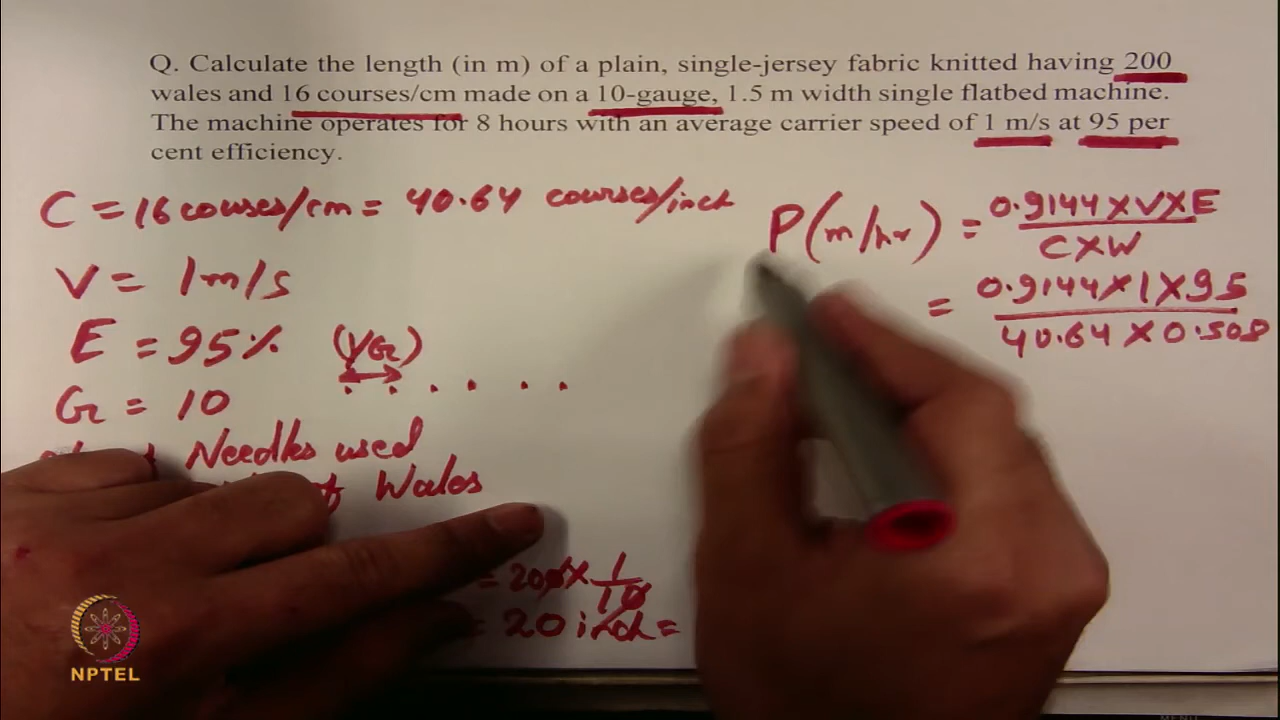 Q. Calculate the length (in m) of a plain, single-jersey fabric knitted having 200
wales and 16 courses/cm made on a 10-gauge, 1.5 m width single flatbed machine.
The machine operates for 8 hours with an average carrier speed of 1 m/s at 95 per
cent efficiency.
C = 16 courses/cm = 40.64 courses/inch
V = 1 m/s
E = 95%
(1/G)
G = 10
Needles used
of Wales
= 200 × 1/10
= 20 inch =
P (m/hr) = 0.9144 × V × E / C × W
= 0.9144 × 1 × 95 / 40.64 × 0.508
NPTEL